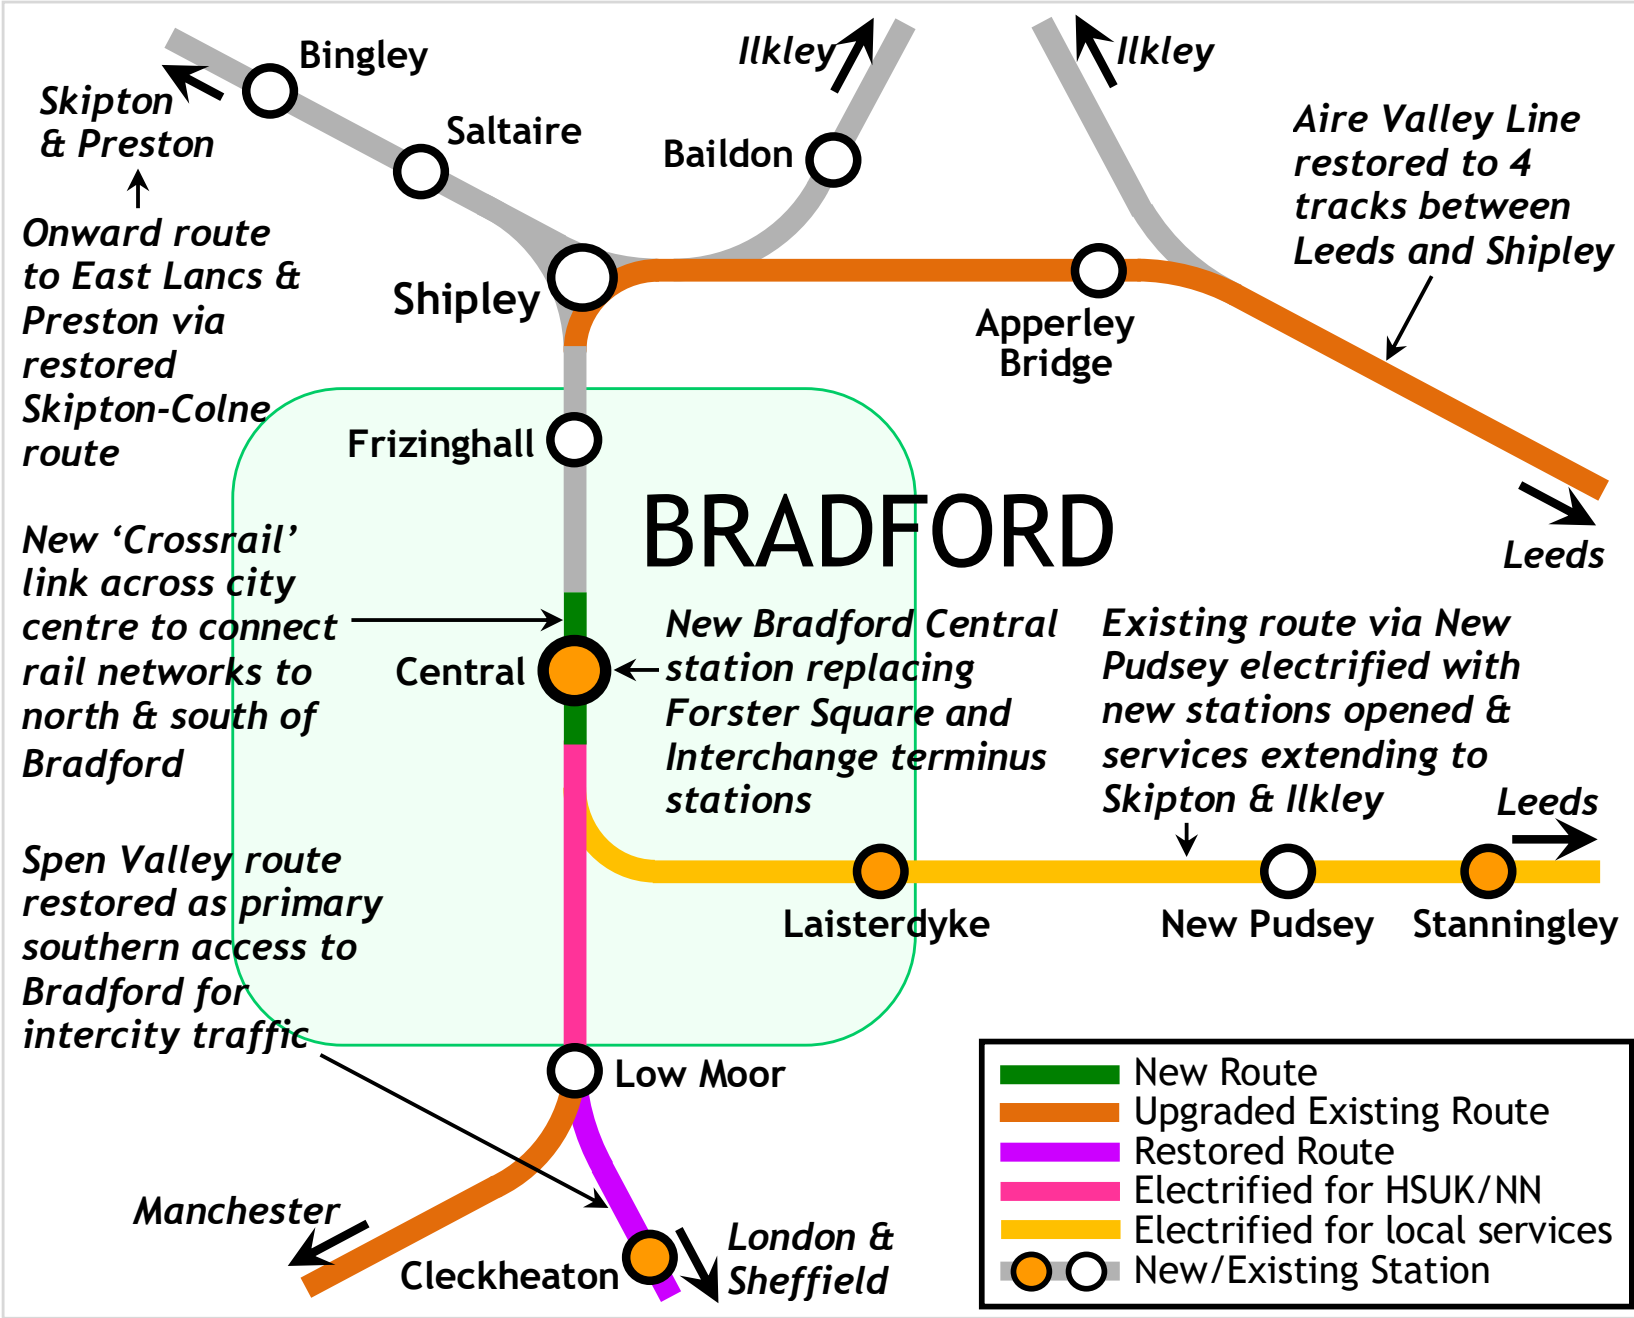 Bingley
Ilkley
Ilkley
Skipton
& Preston
Saltaire
Baildon
Aire Valley Line
restored to 4
tracks between
Leeds and Shipley
Onward route
to East Lancs &
Preston via
restored
Skipton-Colne
route
Shipley
Apperley
Bridge
Frizinghall
BRADFORD
Leeds
New ‘Crossrail’
link across city
centre to connect
rail networks to
north & south of
Bradford
Central
New Bradford Central
station replacing
Forster Square and
Interchange terminus
stations
Existing route via New
Pudsey electrified with
new stations opened &
services extending to
Skipton & Ilkley
Leeds
Laisterdyke
New Pudsey
Stanningley
Spen Valley route
restored as primary
southern access to
Bradford for
intercity traffic
Low Moor
Manchester
Cleckheaton
London &
Sheffield
New Route
Upgraded Existing Route
Restored Route
Electrified for HSUK/NN
Electrified for local services
New/Existing Station